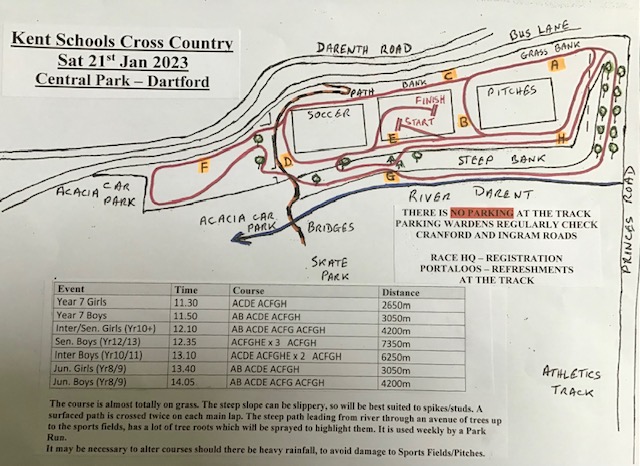 Kent Schools Cross Country
Sat 21st Jan 2023
Central Park – Dartford
DARENTH ROAD
BUS LANE
GRASS BANK
A
C
BANK
PATH
FINISH
PITCHES
SOCCER
START
B
E
H
D
F
G
STEEP BANK
ACACIA CAR
PARK
RIVER DARENT
ACACIA CAR
PARK
BRIDGES
SKATE
PARK
PRINCES ROAD
THERE IS NO PARKING AT THE TRACK
PARKING WARDENS REGULARLY CHECK
CRANFORD AND INGRAM ROADS
RACE HQ – REGISTRATION
PORTALOOS – REFRESHMENTS
AT THE TRACK
Event Time Course Distance
Year 7 Girls 11.30 ACDE ACFGH 2650m
Year 7 Boys 11.50 AB ACDE ACFGH 3050m
Inter/Sen. Girls (Yr10+) 12.10 AB ACDE ACFG ACFGH 4200m
Sen. Boys (Yr12/13) 12.35 ACFGHE x 3 ACFGH 7350m
Inter Boys (Yr10/11) 13.10 ACDE ACFGHE x 2 ACFGH 6250m
Jun. Girls (Yr8/9) 13.40 AB ACDE ACFGH 3050m
Jun. Boys (Yr8/9) 14.05 AB ACDE ACFG ACFGH 4200m
ATHLETICS
TRACK
The course is almost totally on grass. The steep slope can be slippery, so will be best suited to spikes/studs. A
surfaced path is crossed twice on each main lap. The steep path leading from river through an avenue of trees up
to the sports fields, has a lot of tree roots which will be sprayed to highlight them. It is used weekly by a Park
Run.
It may be necessary to alter courses should there be heavy rainfall, to avoid damage to Sports Fields/Pitches.